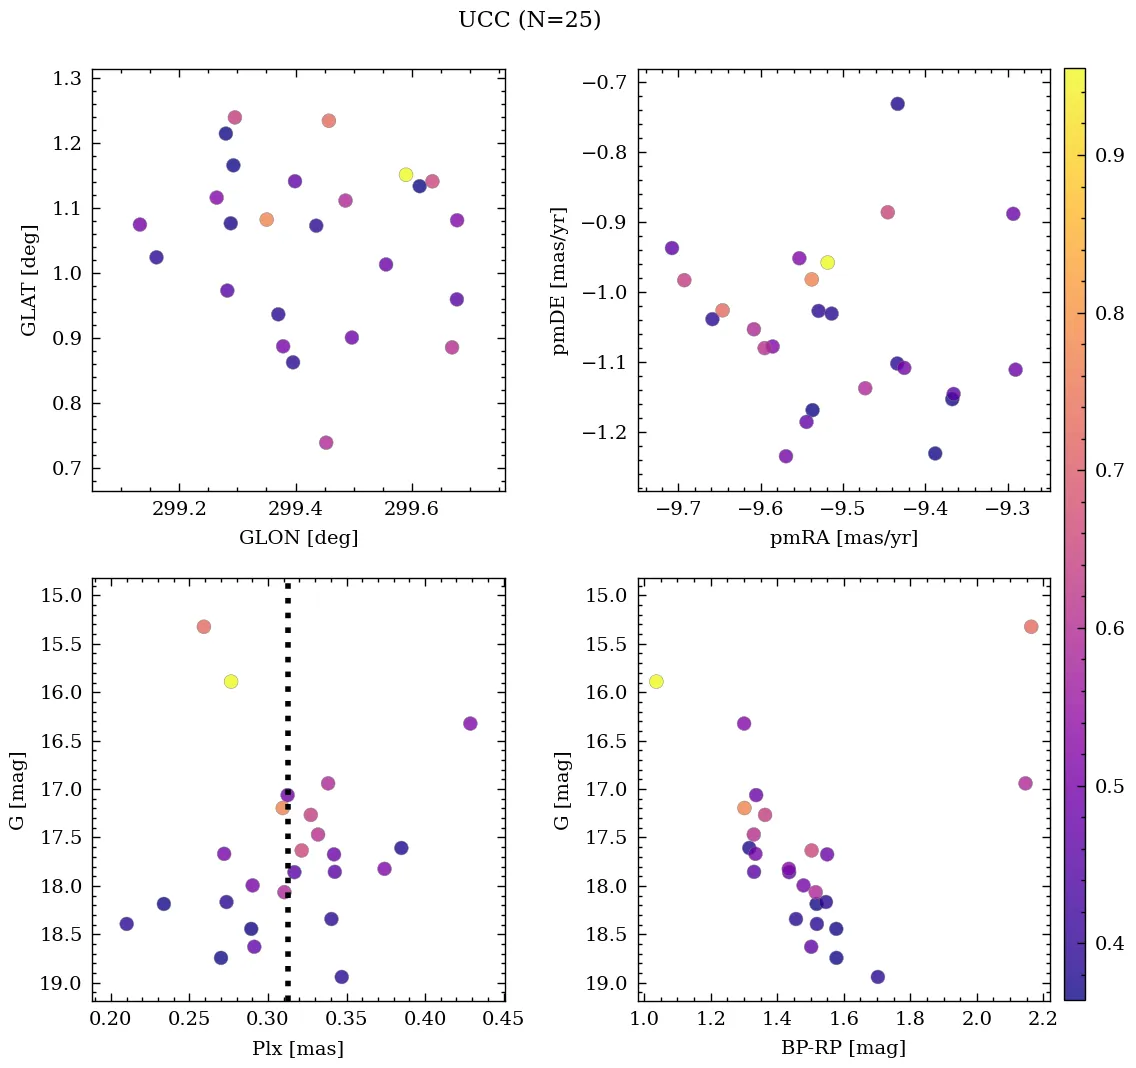 UCC (N=25)
1.3
1.2
1.1
1.0
0.9
0.8
0.7
GLAT [deg]
299.2 299.4 299.6
GLON [deg]
−0.7
−0.8
−0.9
−1.0
−1.1
−1.2
pmDE [mas/yr]
−9.7 −9.6 −9.5 −9.4 −9.3
pmRA [mas/yr]
0.9
0.8
0.7
0.6
0.5
0.4
15.0
15.5
16.0
16.5
17.0
17.5
18.0
18.5
19.0
G [mag]
0.20 0.25 0.30 0.35 0.40 0.45
Plx [mas]
15.0
15.5
16.0
16.5
17.0
17.5
18.0
18.5
19.0
G [mag]
1.0 1.2 1.4 1.6 1.8 2.0 2.2
BP-RP [mag]